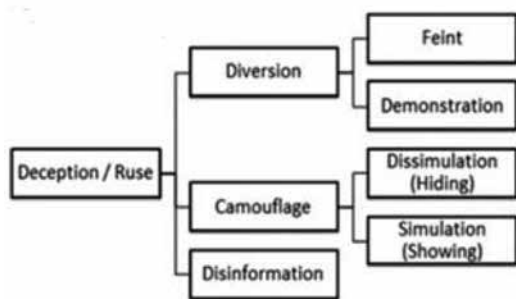 Feint
Diversion
Demonstration
Deception / Ruse
Dissimulation
(Hiding)
Camouflage
Simulation
(Showing)
Disinformation